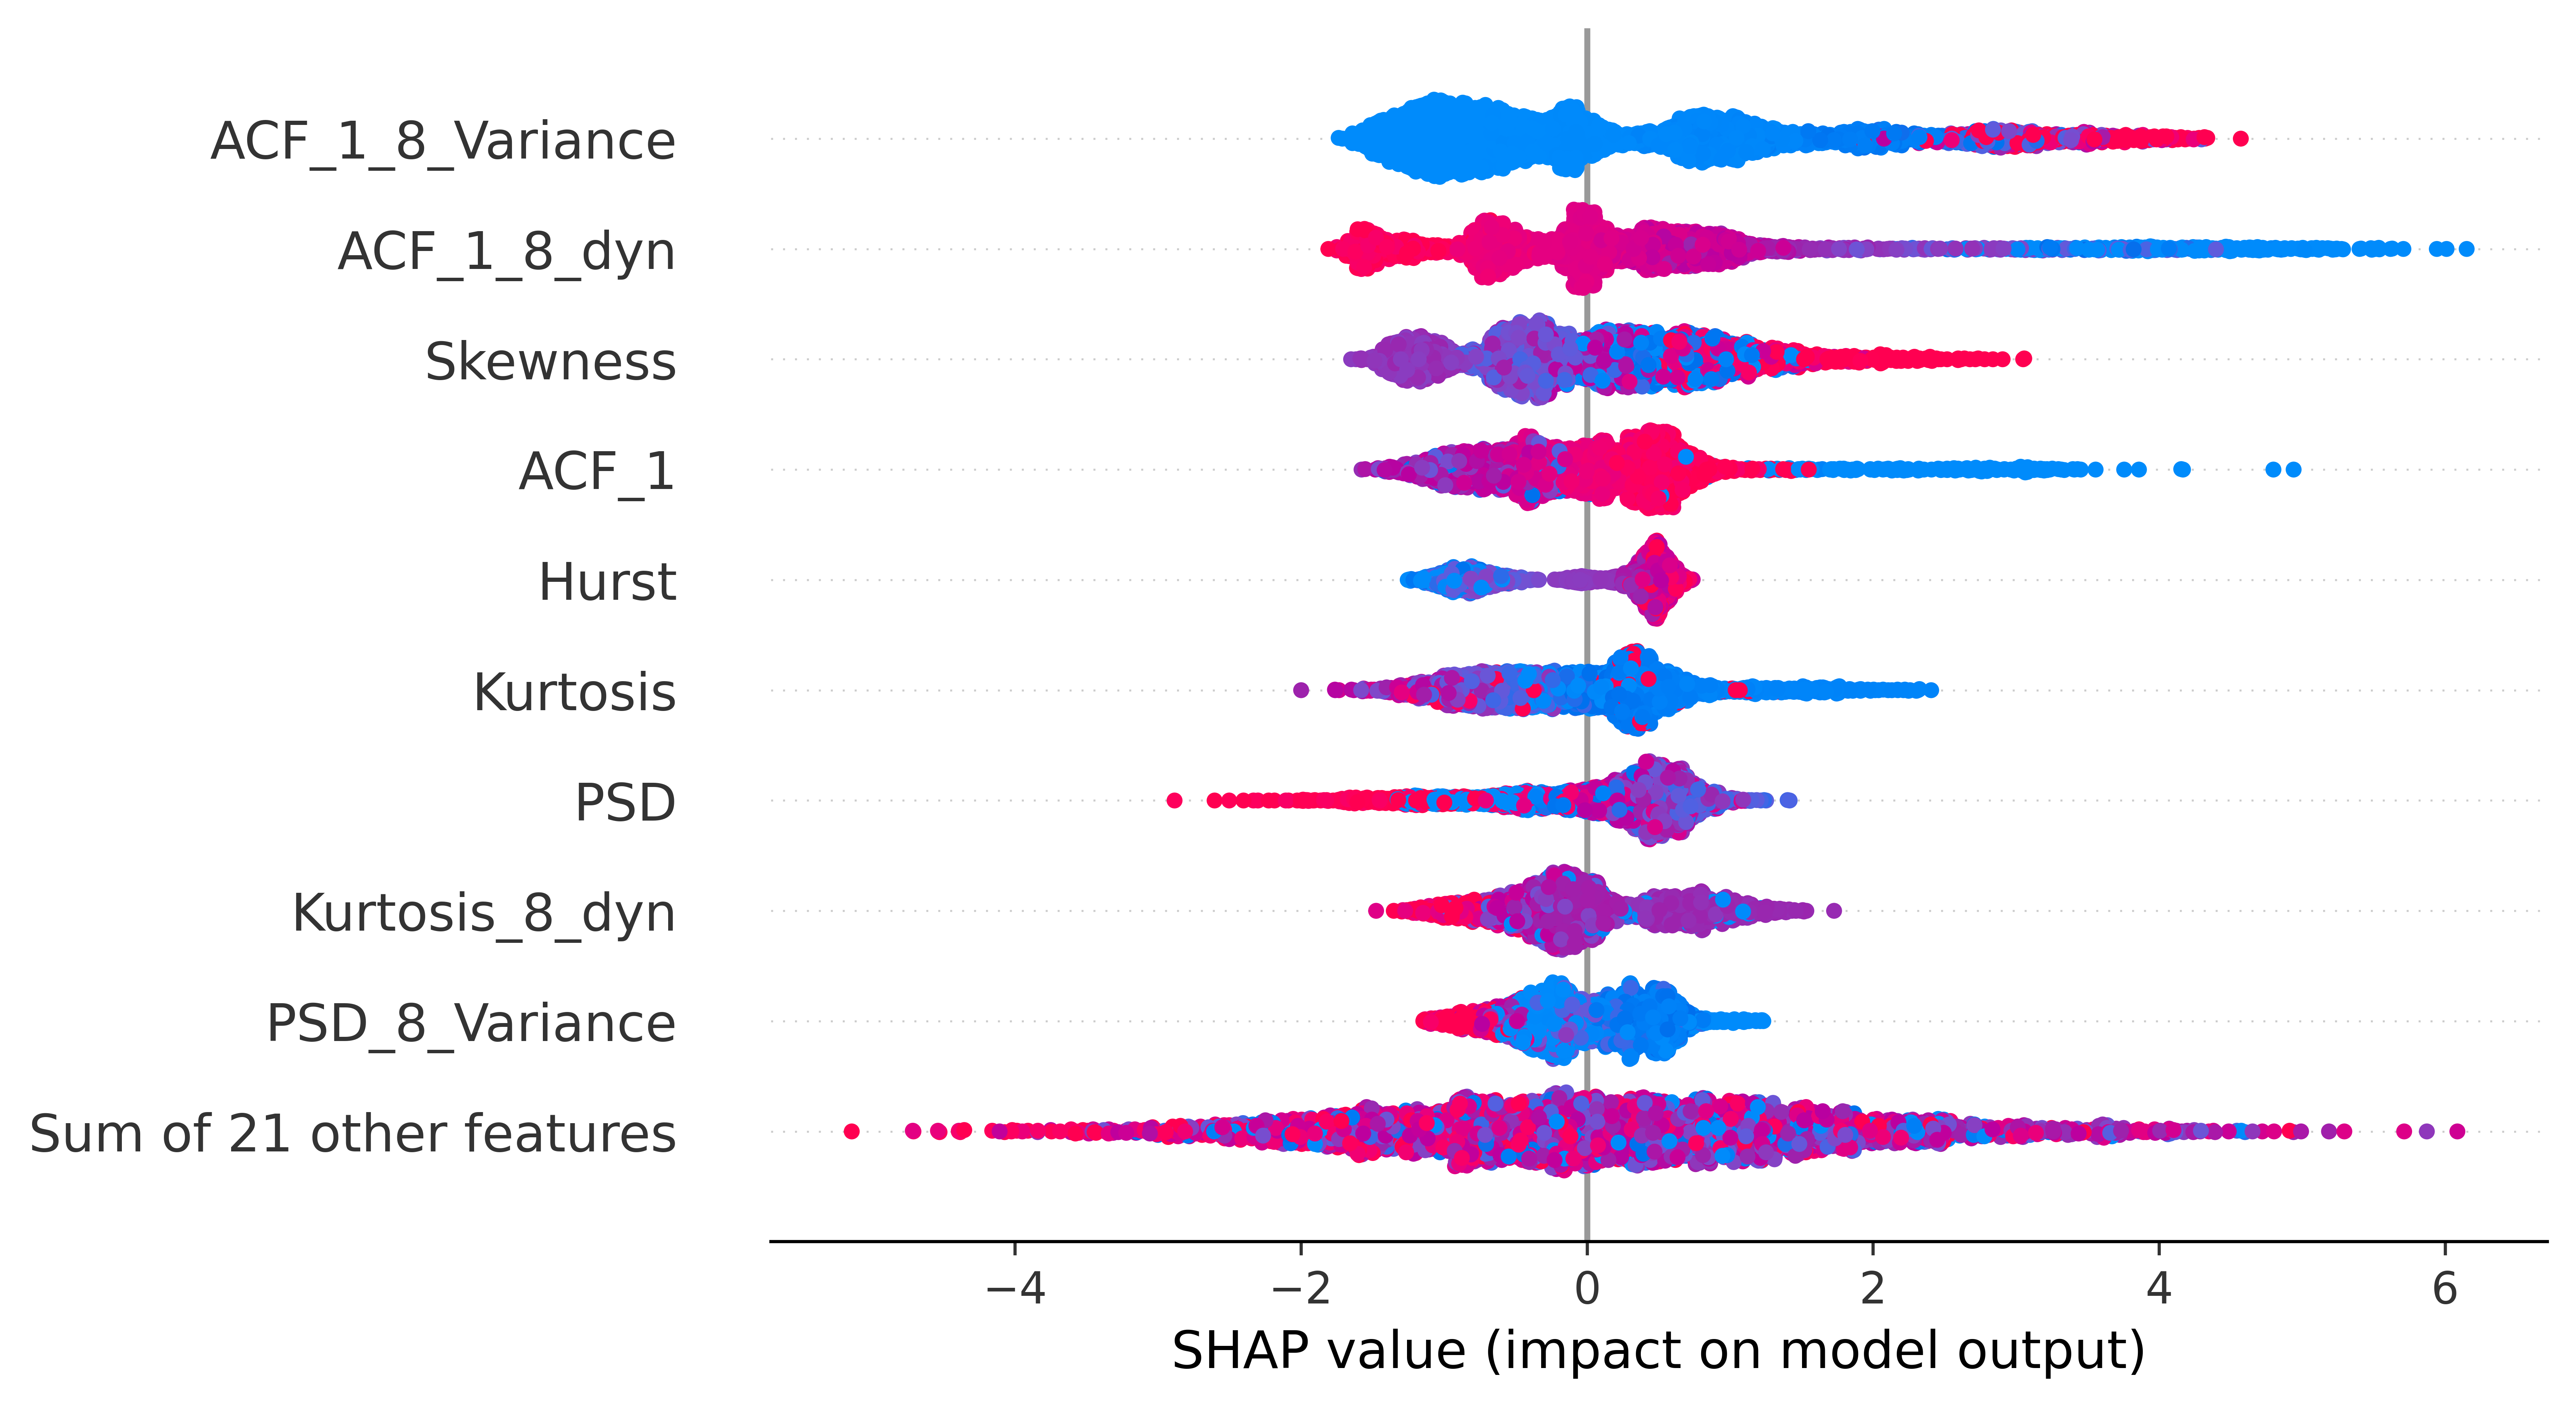 ACF_1_8_Variance
ACF_1_8_dyn
Skewness
ACF_1
Hurst
Kurtosis
PSD
Kurtosis_8_dyn
PSD_8_Variance
Sum of 21 other features
−4 −2 0 2 4 6
SHAP value (impact on model output)